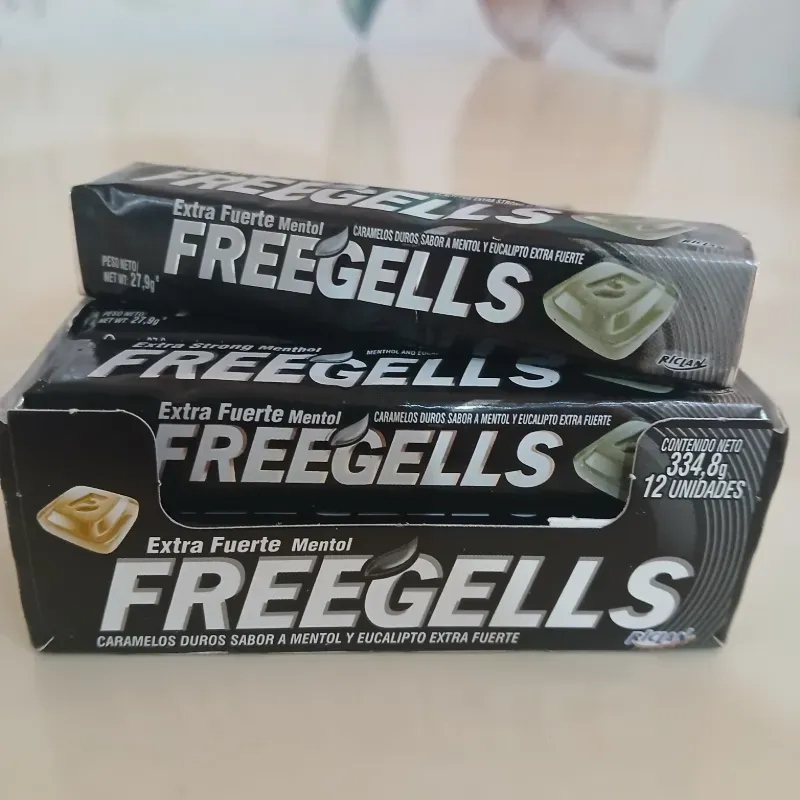 FREEGELLS
Extra Fuerte Mentol
CARAMELOS DUROS SABOR A MENTOL Y EUCALIPTO EXTRA FUERTE
FREEGELLS
PESO NETO/
NET WT: 27,9g
RICLAN
PESO NETO/
NET WT: 27,9g
Extra Strong Menthol
MENTHOL AND
FREEGELLS
Extra Fuerte Mentol
CARAMELOS DUROS SABOR A MENTOL Y EUCALIPTO EXTRA FUERTE
FREEGELLS
CONTENIDO NETO
334,8g
12 UNIDADES
Extra Fuerte Mentol
FREEGELLS
CARAMELOS DUROS SABOR A MENTOL Y EUCALIPTO EXTRA FUERTE
RICLAN